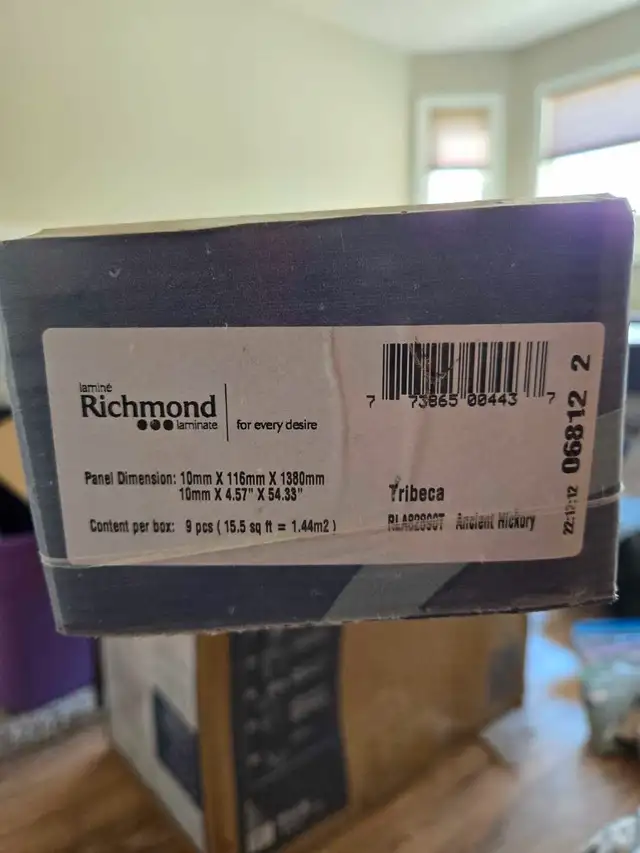 laminé
Richmond
laminate
for every desire
7 73865 00443 7
Panel Dimension: 10mm X 116mm X 1380mm
10mm X 4.57" X 54.33"
Content per box: 9 pcs ( 15.5 sq ft = 1.44m2 )
Tribeca
Ancient Hickory
06812 2